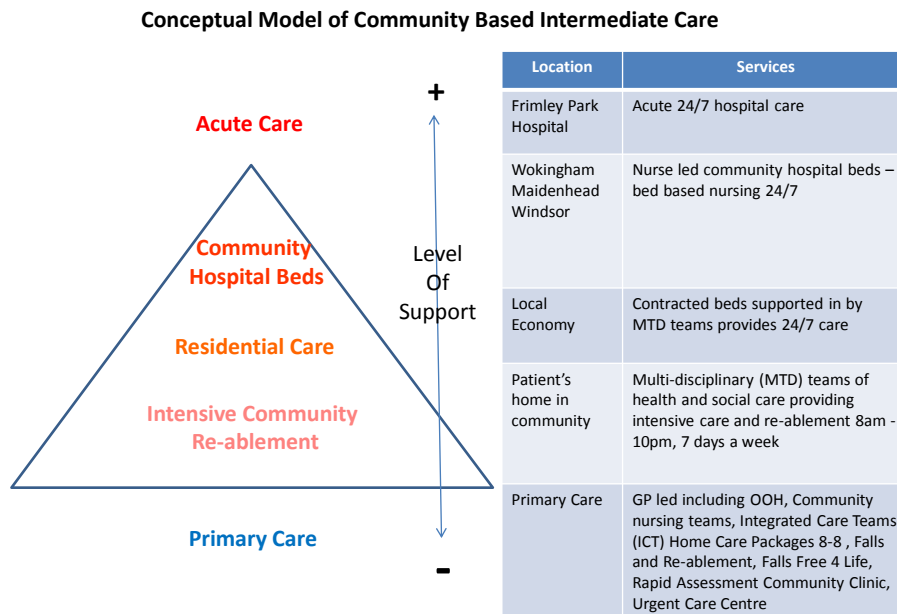 Conceptual Model of Community Based Intermediate Care
Acute Care
Community
Hospital Beds
Residential Care
Intensive Community
Re-ablement
Primary Care
+
Level
Of
Support
-
Location
Services
Frimley Park
Hospital
Acute 24/7 hospital care
Wokingham
Maidenhead
Windsor
Nurse led community hospital beds –
bed based nursing 24/7
Local
Economy
Contracted beds supported in by
MTD teams provides 24/7 care
Patient’s
home in
community
Multi-disciplinary (MTD) teams of
health and social care providing
intensive care and re-ablement 8am -
10pm, 7 days a week
Primary Care
GP led including OOH, Community
nursing teams, Integrated Care Teams
(ICT) Home Care Packages 8-8 , Falls
and Re-ablement, Falls Free 4 Life,
Rapid Assessment Community Clinic,
Urgent Care Centre